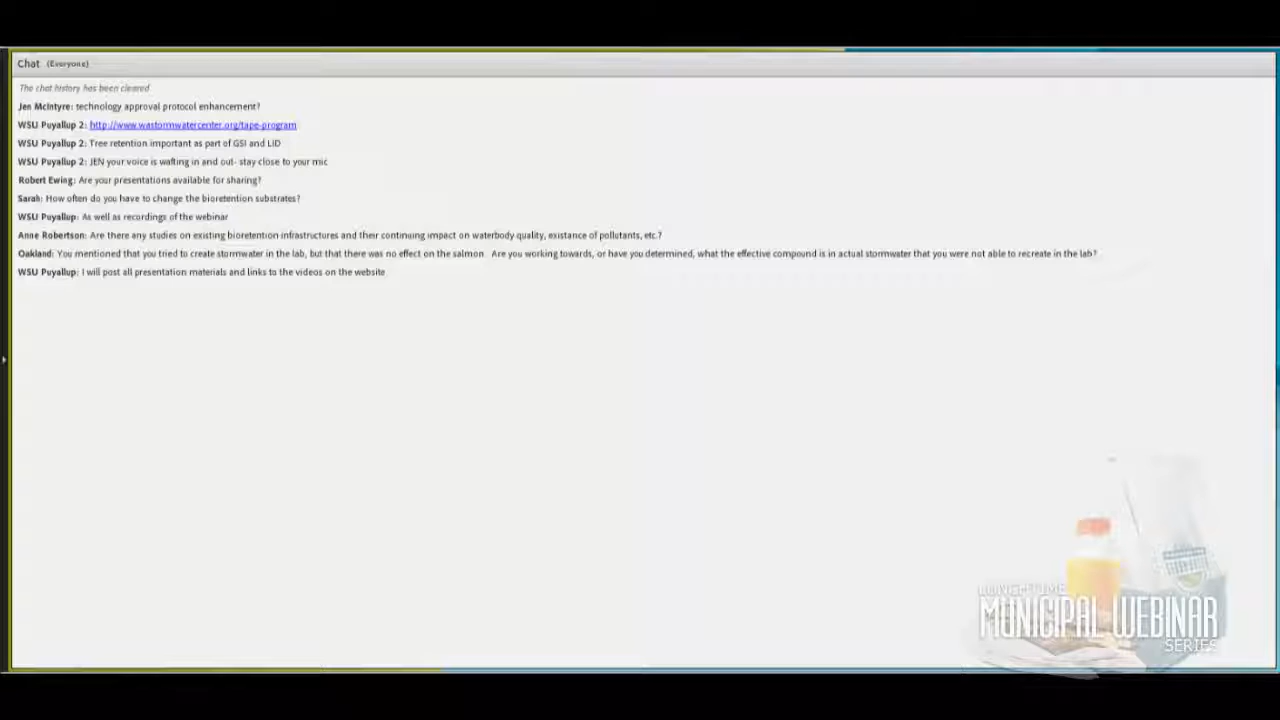 Chat (Everyone)
The chat history has been cleared
Jen McIntyre: technology approval protocol enhancement?
WSU Puyallup 2: http://www.wastormwatercenter.org/tape-program
WSU Puyallup 2: Tree retention important as part of GSI and LID
WSU Puyallup 2: JEN your voice is wafting in and out- stay close to your mic
Robert Ewing: Are your presentations available for sharing?
Sarah: How often do you have to change the bioretention substrates?
WSU Puyallup: As well as recordings of the webinar
Anne Robertson: Are there any studies on existing bioretention infrastructures and their continuing impact on waterbody quality, existance of pollutants, etc.?
Oakland: You mentioned that you tried to create stormwater in the lab, but that there was no effect on the salmon. Are you working towards, or have you determined, what the effective compound is in actual stormwater that you were not able to recreate in the lab?
WSU Puyallup: I will post all presentation materials and links to the videos on the website
LUNCHTIME
MUNICIPAL WEBINAR
SERIES